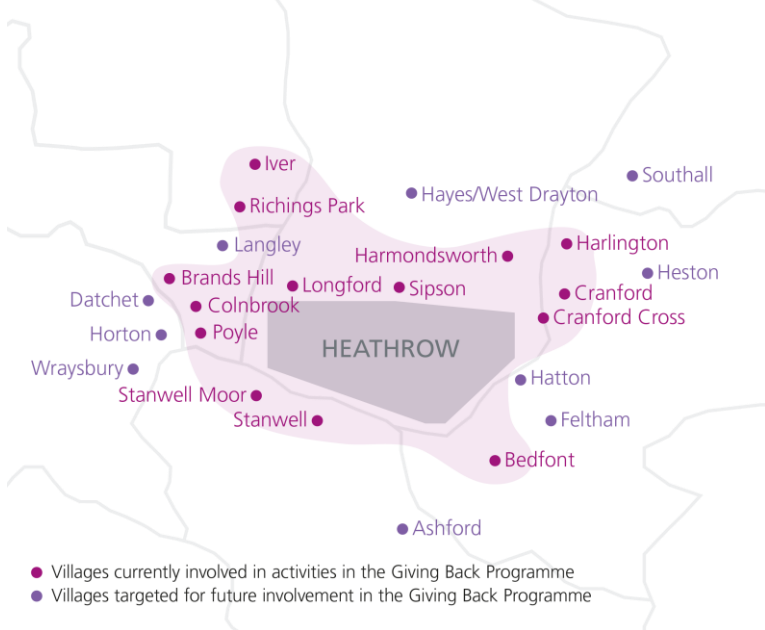 Iver
Southall
Hayes/West Drayton
Richings Park
Langley
Harlington
Harmondsworth
Heston
Brands Hill
Longford
Sipson
Cranford
Datchet
Colnbrook
Cranford Cross
Horton
Poyle
HEATHROW
Wraysbury
Hatton
Stanwell Moor
Stanwell
Feltham
Bedfont
Ashford
Villages currently involved in activities in the Giving Back Programme
Villages targeted for future involvement in the Giving Back Programme